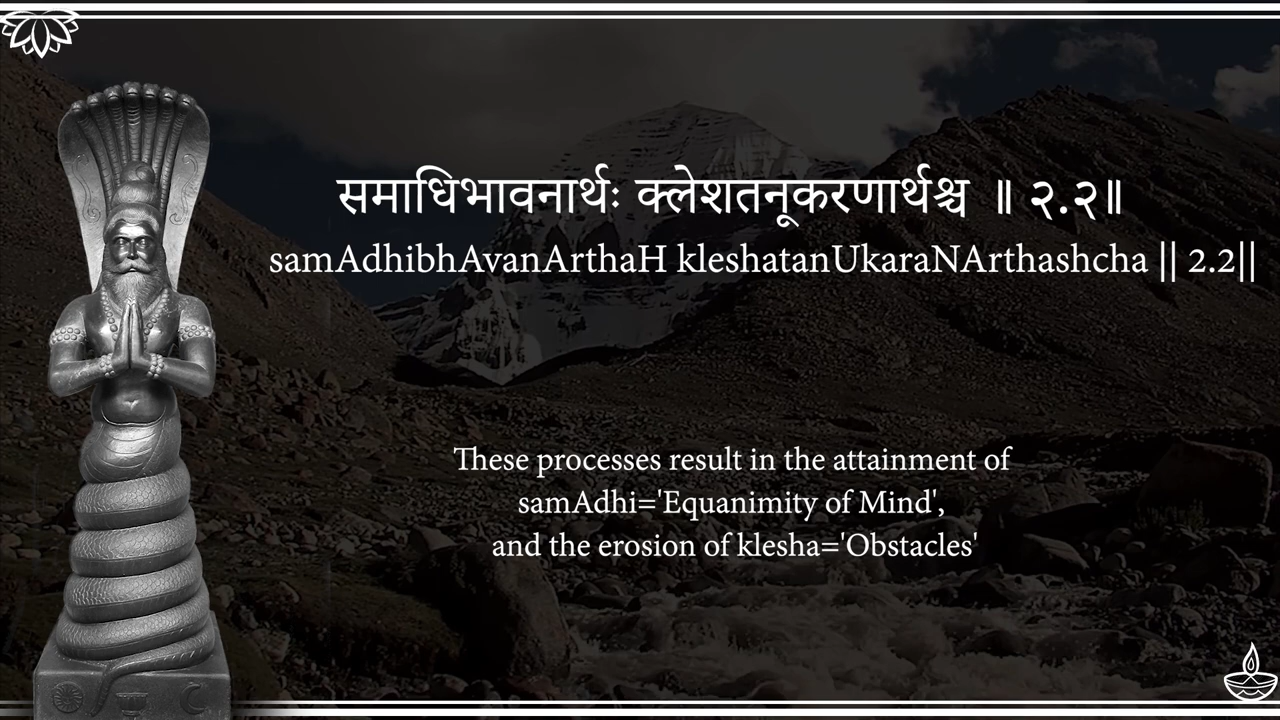 समाधिभावनार्थः क्लेशतनूकरणार्थश्च ॥ २.२॥
samAdhibhAvanArthaH kleshatanUkaraNArthashcha || 2.2||
These processes result in the attainment of
samAdhi='Equanimity of Mind',
and the erosion of klesha='Obstacles'